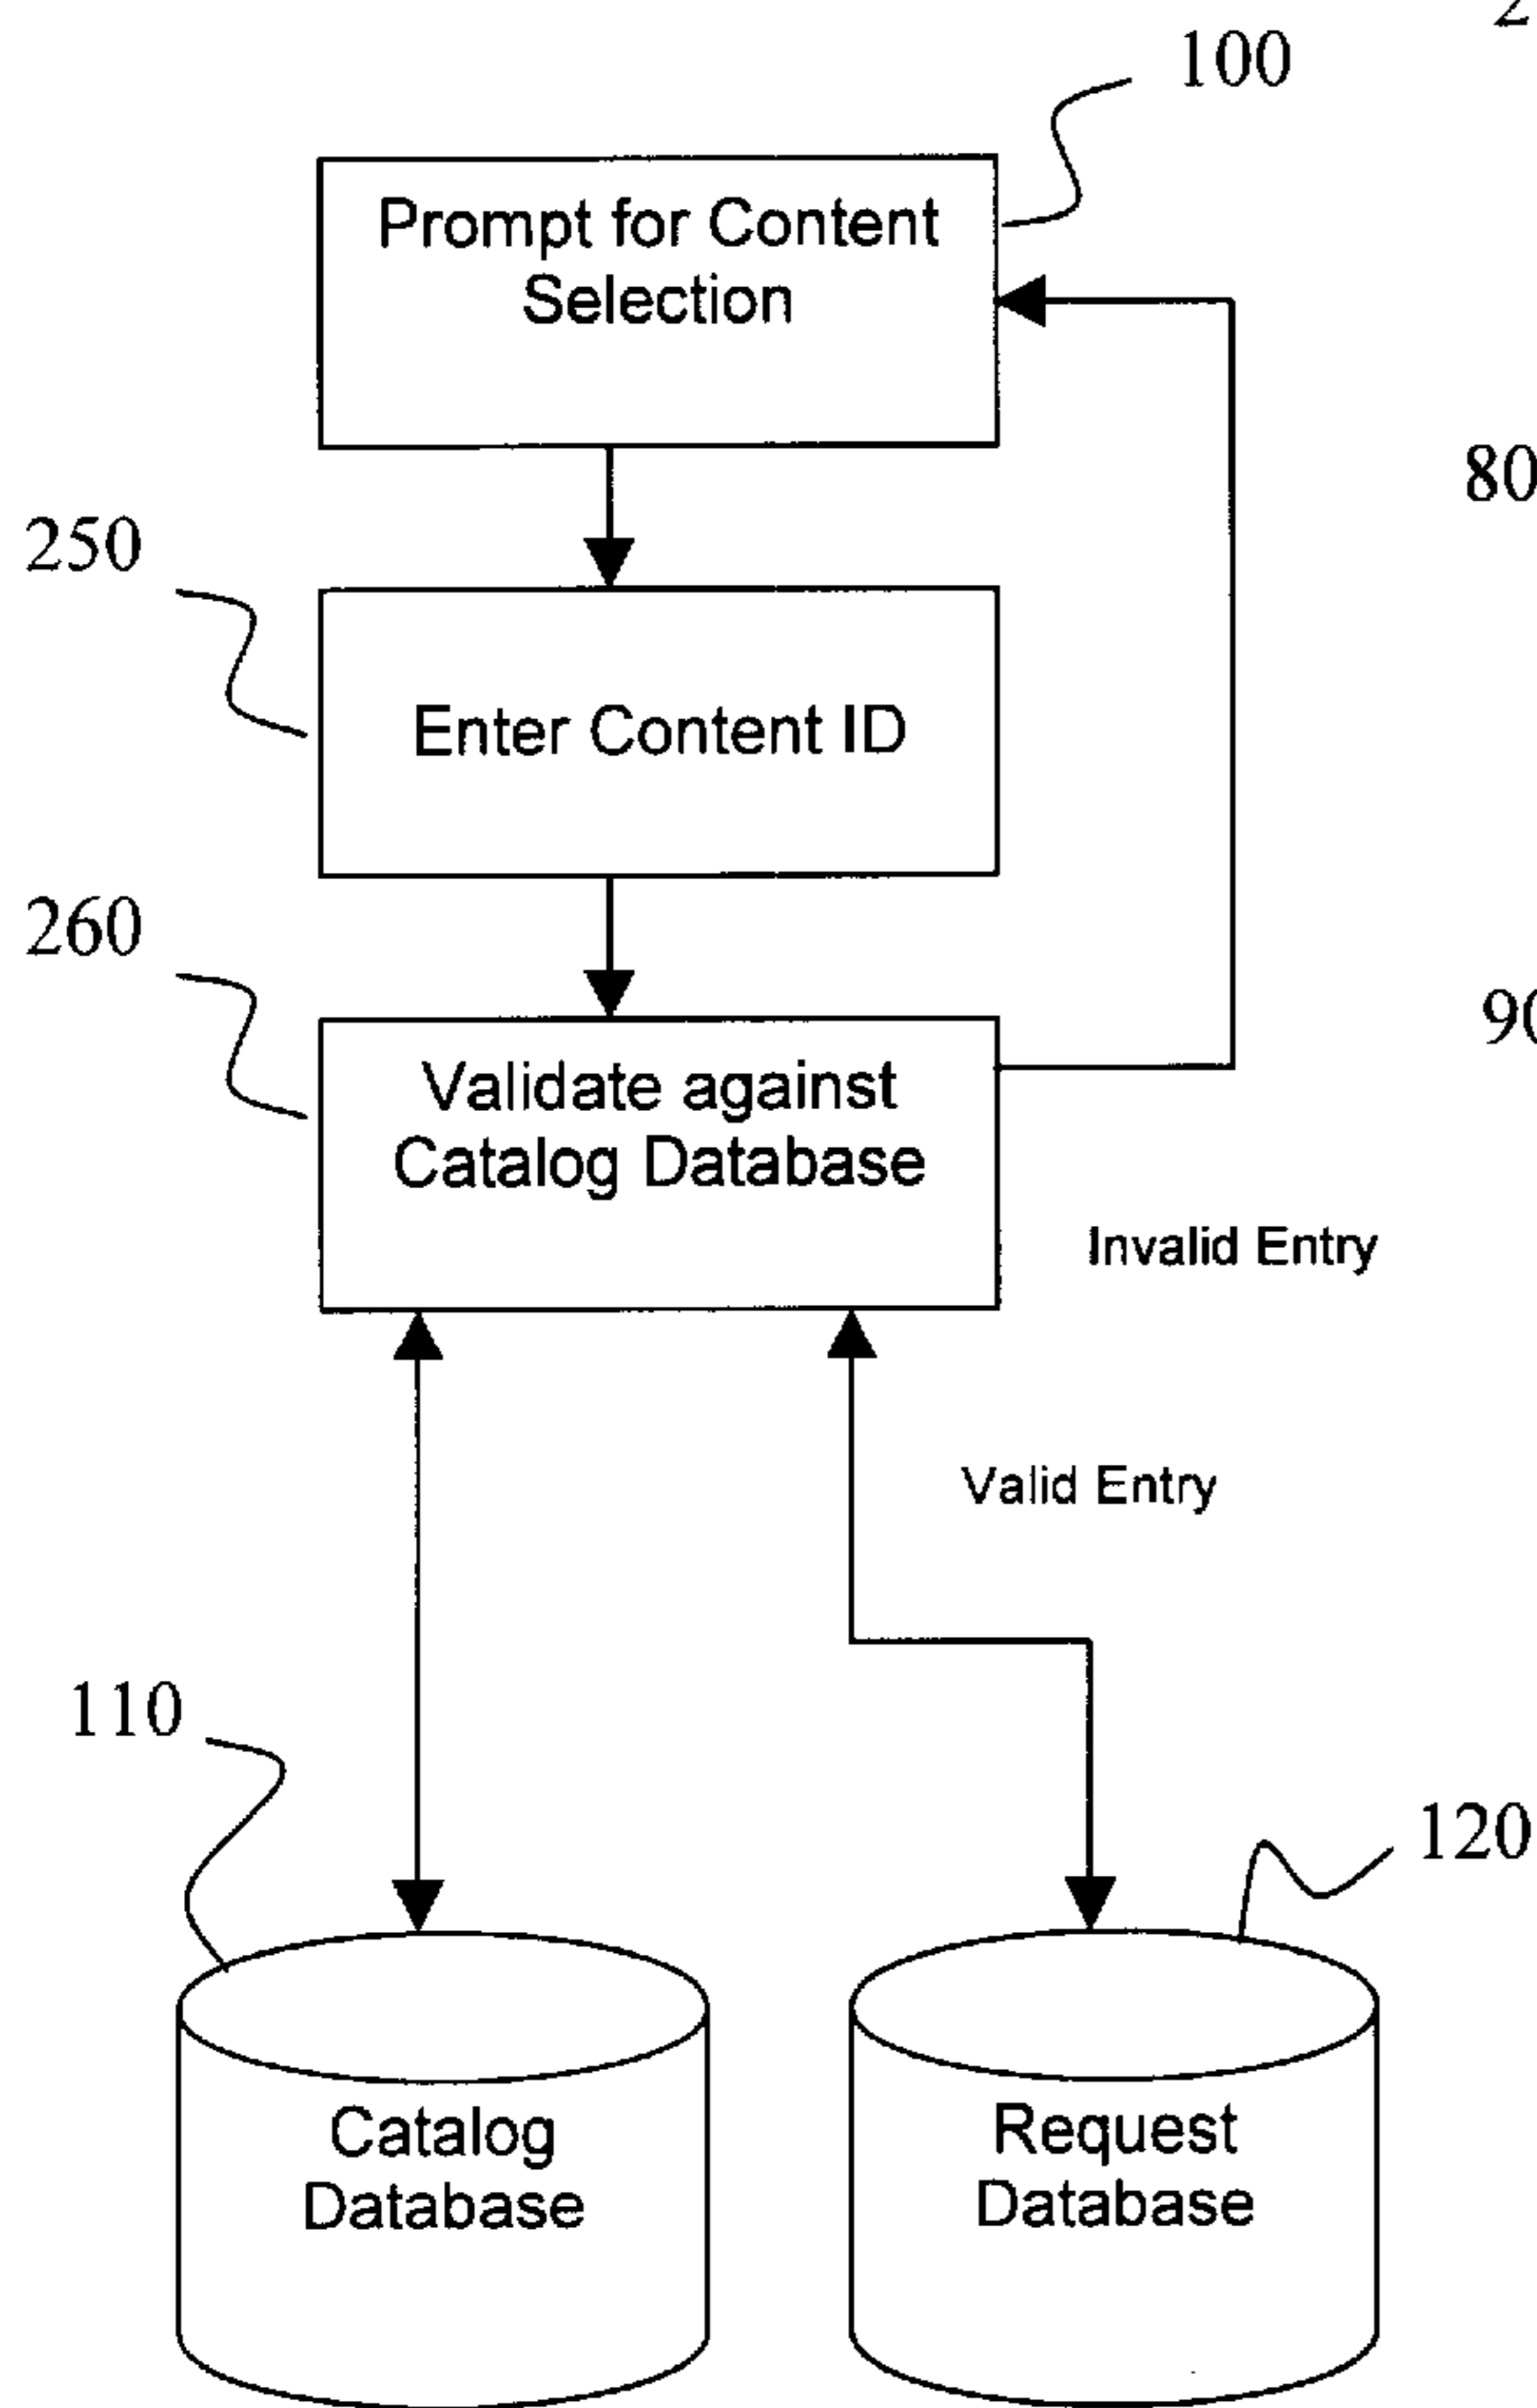 100
Prompt for Content
Selection
80
250
Enter Content ID
260
Validate against
Catalog Database
Invalid Entry
Valid Entry
110
120
Catalog
Database
Request
Database